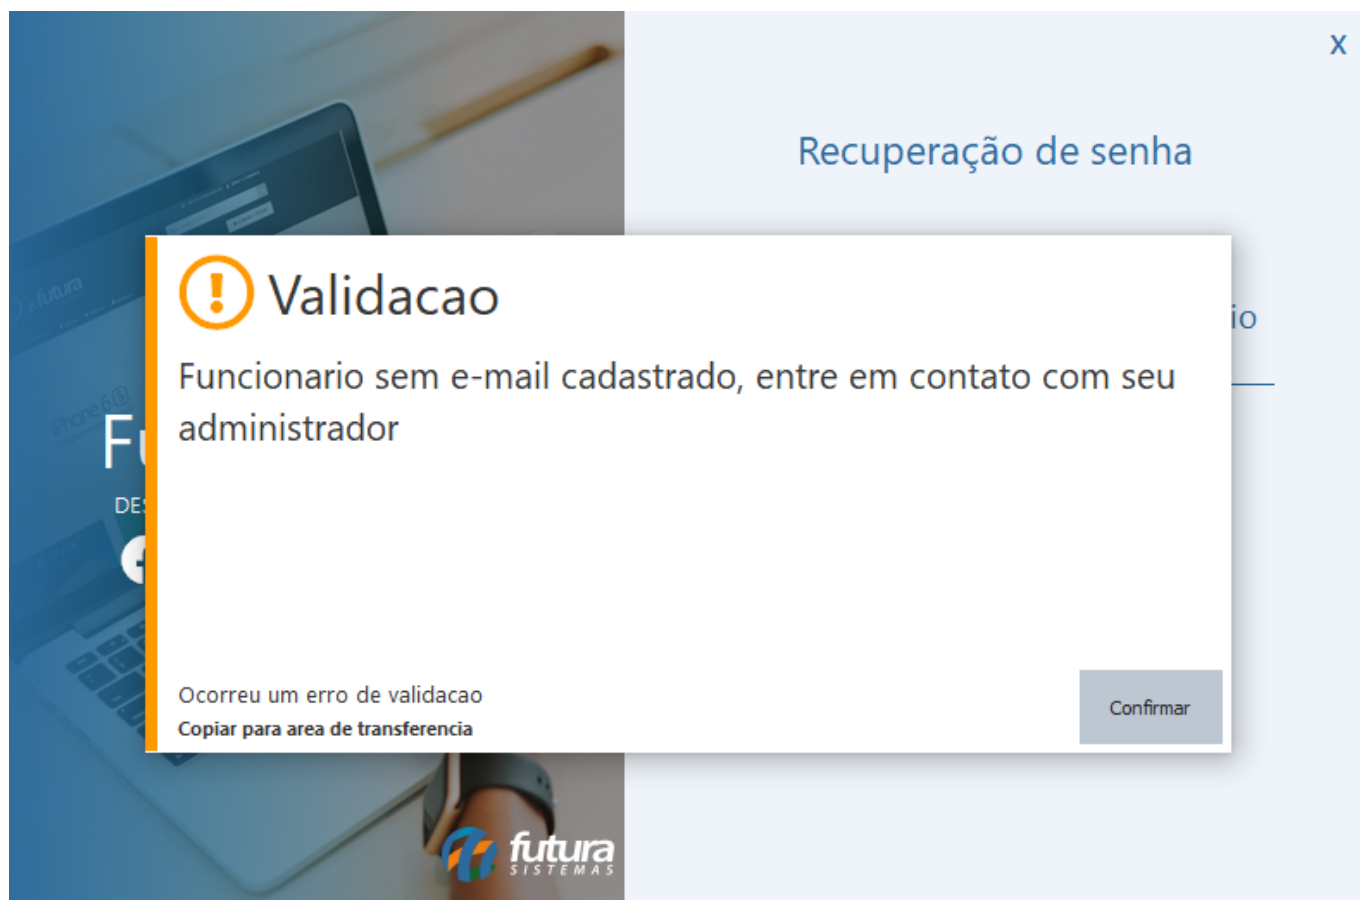 X
Recuperação de senha
Validacao
Funcionario sem e-mail cadastrado, entre em contato com seu
administrador
Ocorreu um erro de validacao
Copiar para area de transferencia
Confirmar
futura
SISTEMAS